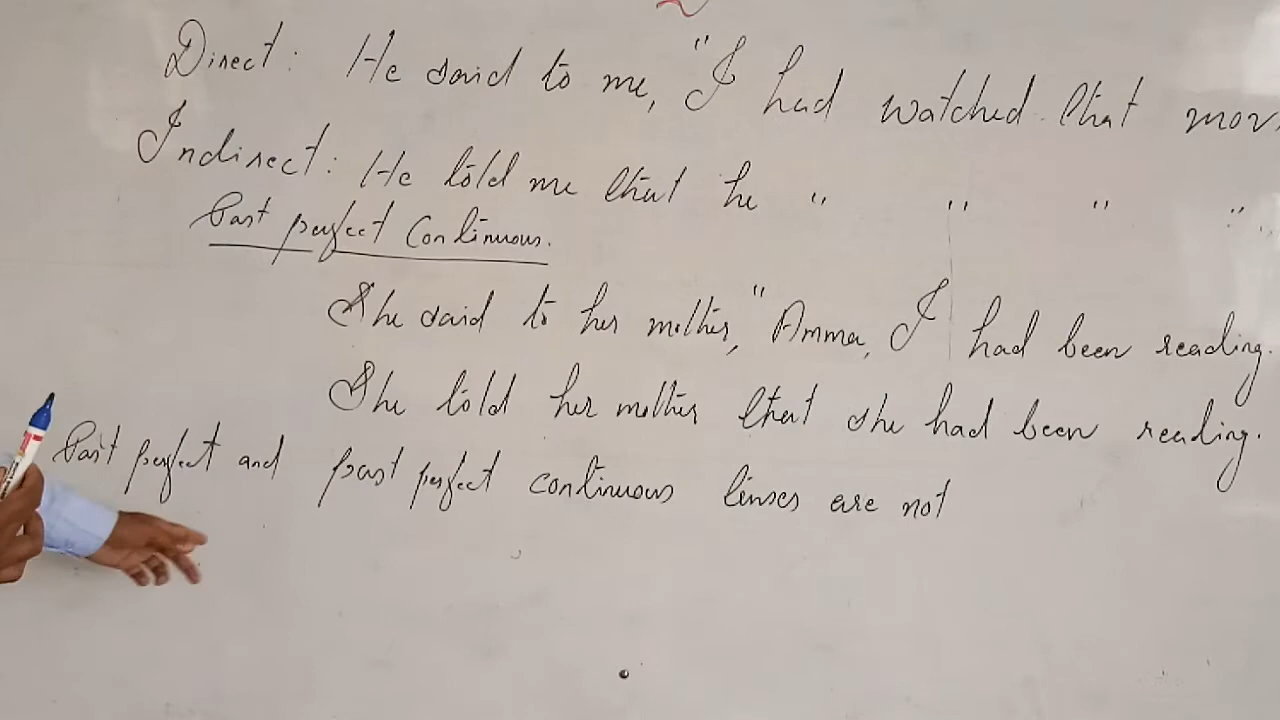 Direct: He said to me, "I had watched that mov
Indirect: He told me that he " " " "
Past perfect Continuous.
She said to her mother, "Amma, I had been reading.
She told her mother that she had been reading.
Past perfect and past perfect continuous tenses are not